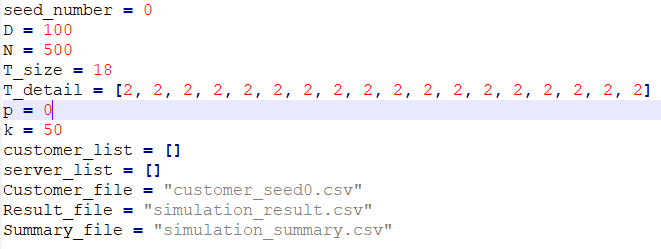 seed_number = 0
D = 100
N = 500
T_size = 18
T_detail = [2, 2, 2, 2, 2, 2, 2, 2, 2, 2, 2, 2, 2, 2, 2, 2, 2, 2]
p = 0
k = 50
customer_list = []
server_list = []
Customer_file = "customer_seed0.csv"
Result_file = "simulation_result.csv"
Summary_file = "simulation_summary.csv"